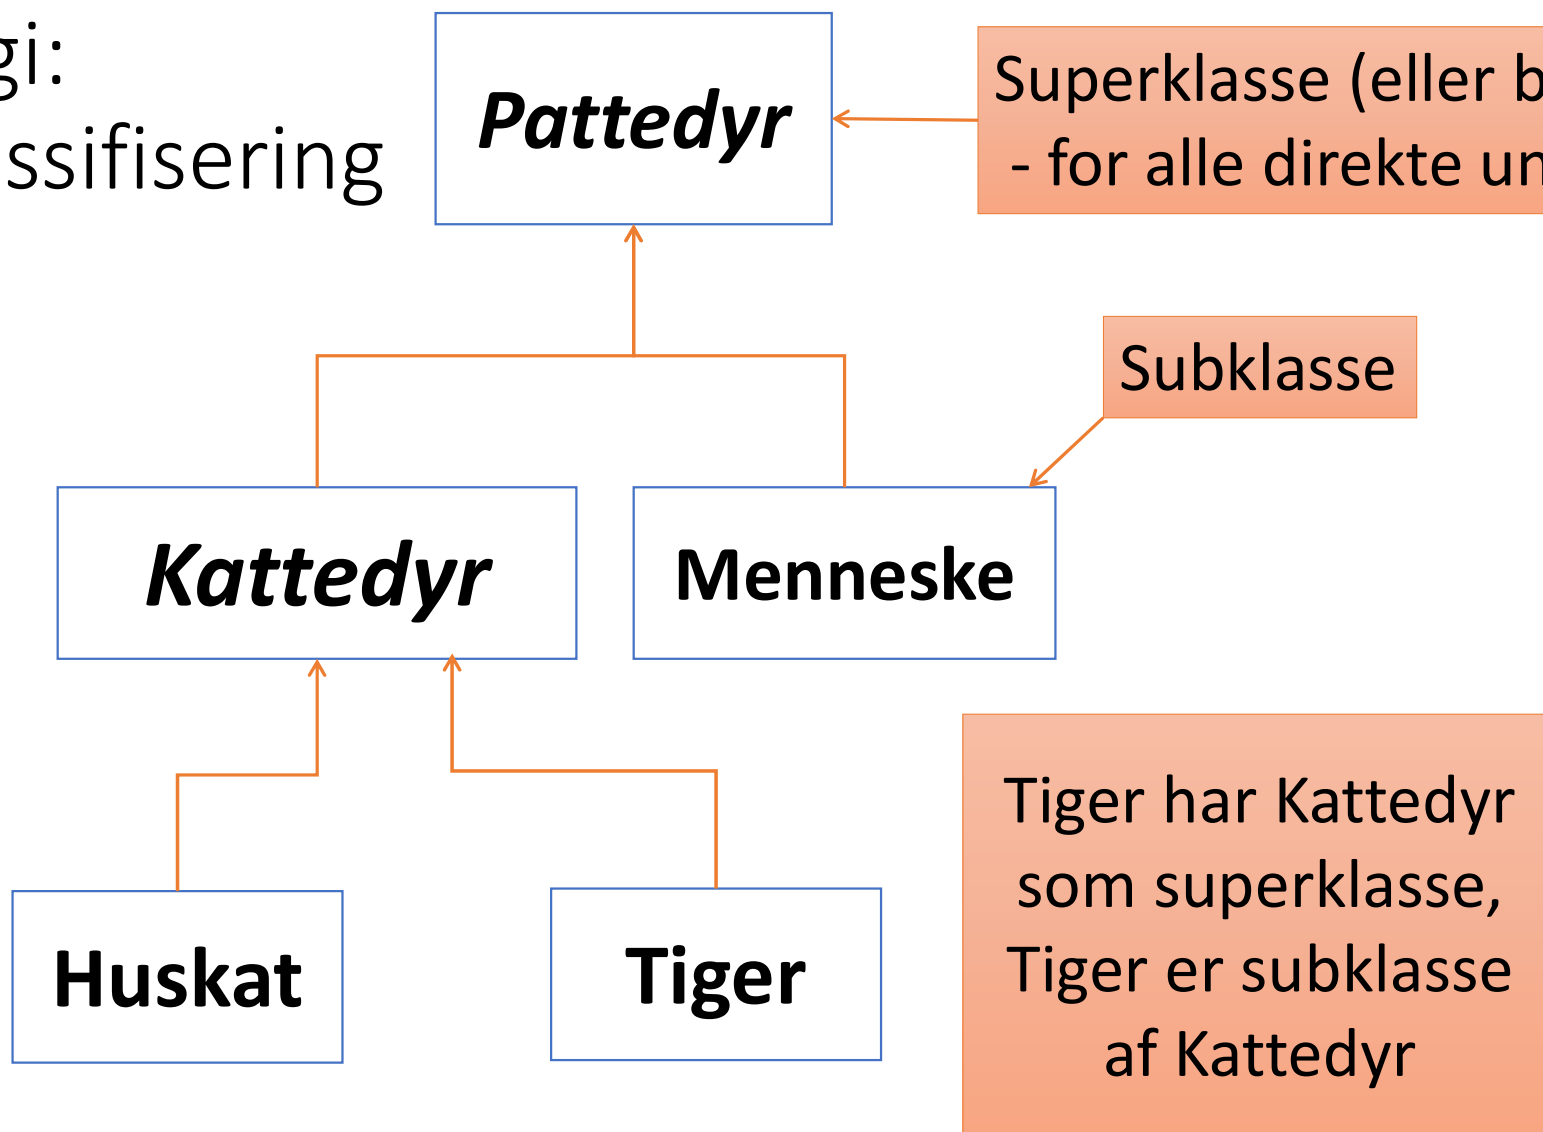 gi:
ssifisering
Pattedyr
Superklasse (eller b
- for alle direkte un
Subklasse
Kattedyr
Menneske
Huskat
Tiger
Tiger har Kattedyr
som superklasse,
Tiger er subklasse
af Kattedyr